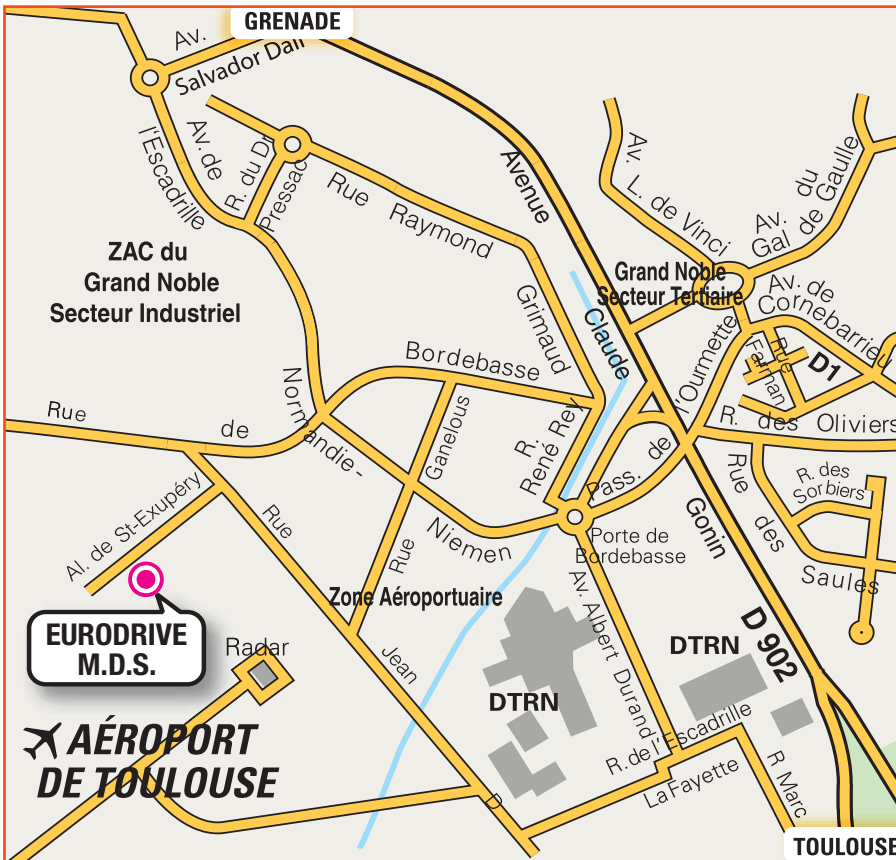 GRENADE
Av.
Salvador Dali
Av. de
l'Escadrille
R. du Dr
Pressac
Rue Raymond
Grimaud
Avenue
Claude
Gonin
D 902
Av.
L. de Vinci
Av. du
Gal de Gaulle
Grand Noble
Secteur Tertiaire
Av. de
Cornebarrieu
Rue
Farman
D1
ZAC du
Grand Noble
Secteur Industriel
Rue de
Bordebasse
Normandie -
Niemen
Rue
Ganelous
R.
René Rey
Pass. de
l'Ourmette
R. des Oliviers
Rue des
Saules
R. des
Sorbiers
Porte de
Bordebasse
Al. de St-Exupéry
Rue
Jean
D
Zone Aéroportuaire
Av. Albert Durand
EURODRIVE
M.D.S.
Radar
DTRN
DTRN
R. de l'Escadrille
La Fayette
R Marc
AÉROPORT
DE TOULOUSE
TOULOUSE